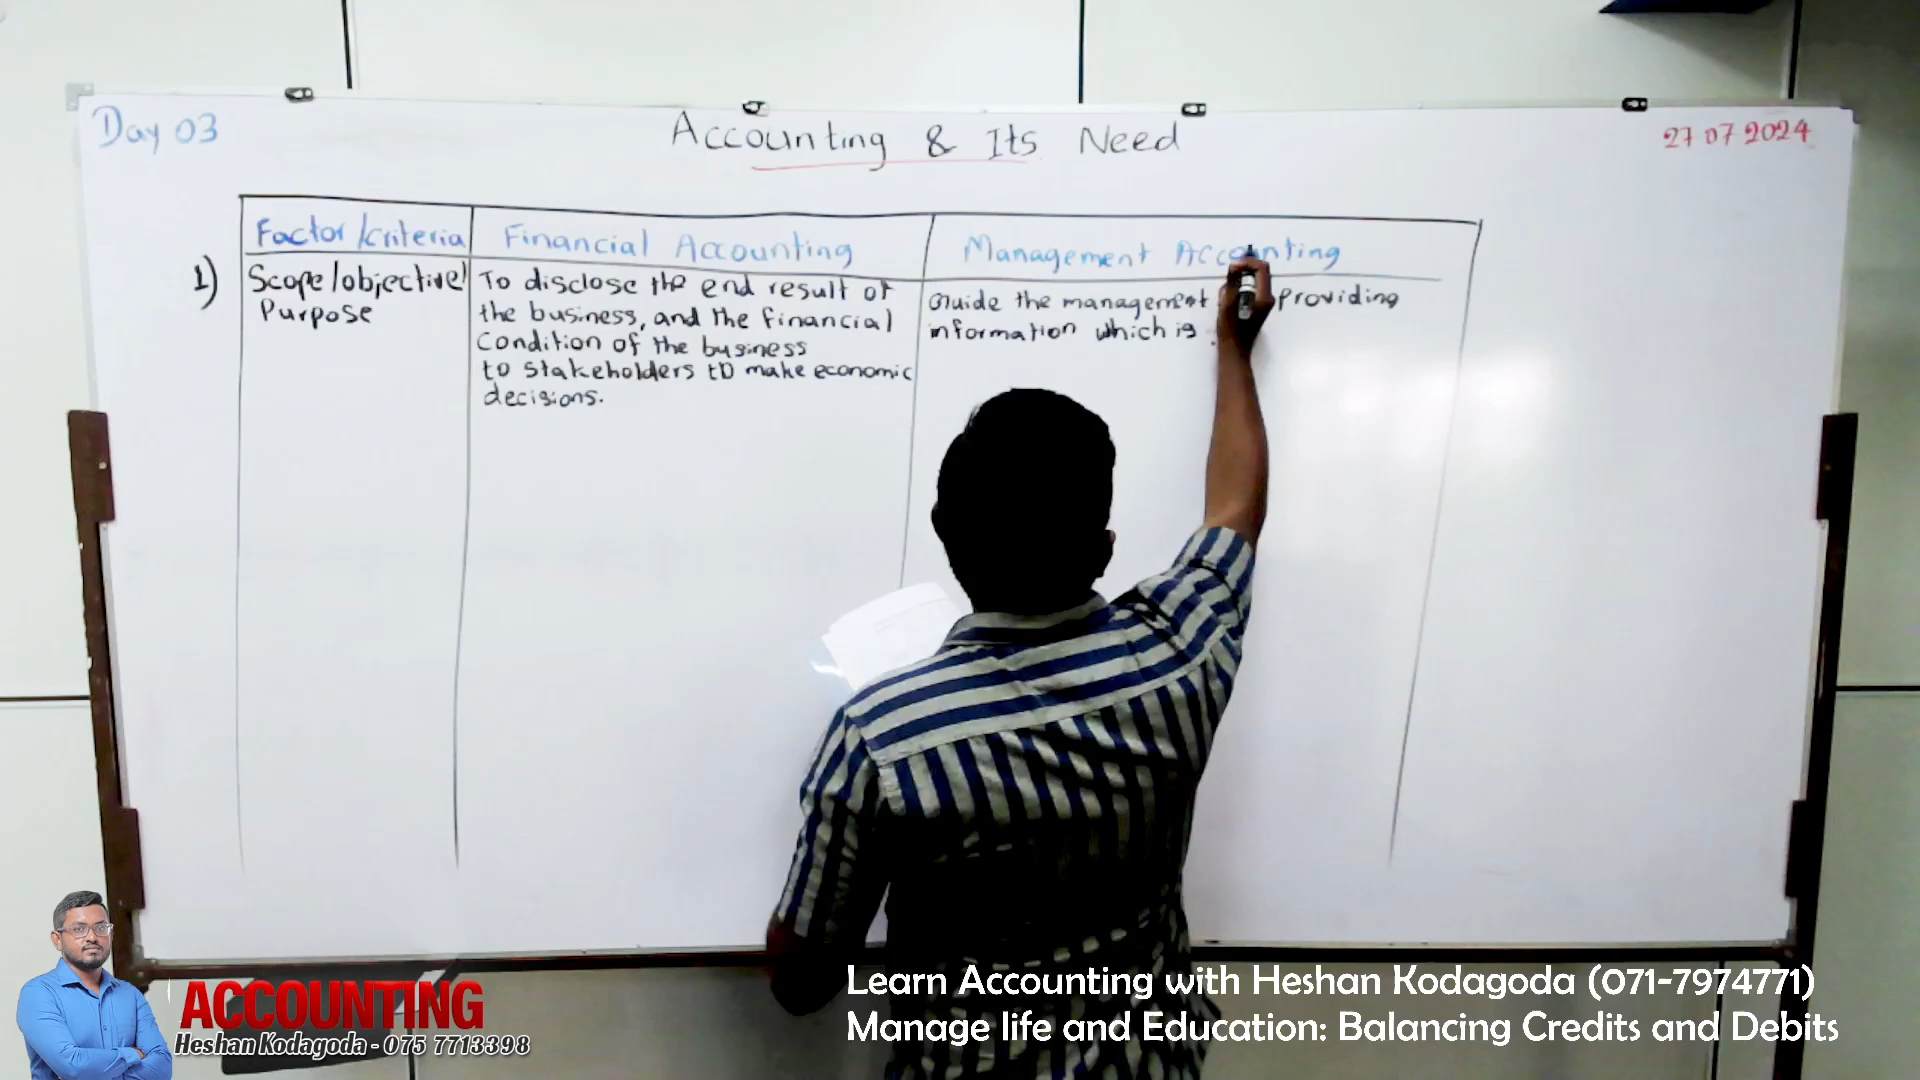 Day 03
Accounting & Its Need
27 07 2024
Factor/criteria
Financial Accounting
Management Accounting
1)
Scope/objective/
Purpose
To disclose the end result of
the business, and the financial
Condition of the business
to stakeholders to make economic
decisions.
Guide the management providing
information which is
ACCOUNTING
Heshan Kodagoda - 075 7713398
Learn Accounting with Heshan Kodagoda (071-7974771)
Manage life and Education: Balancing Credits and Debits